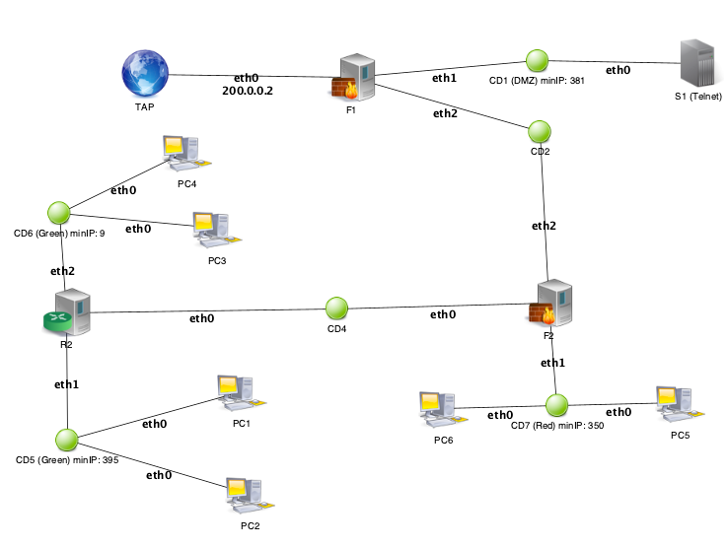 TAP
eth0
200.0.0.2
F1
eth1
CD1 (DMZ) minIP: 381
eth0
S1 (Telnet)
eth2
CD2
PC4
eth0
CD6 (Green) minIP: 9
eth0
PC3
eth2
eth2
R2
eth0
CD4
eth0
F2
eth1
eth1
PC1
eth0
CD5 (Green) minIP: 395
eth0
PC2
PC6
eth0
CD7 (Red) minIP: 350
eth0
PC5